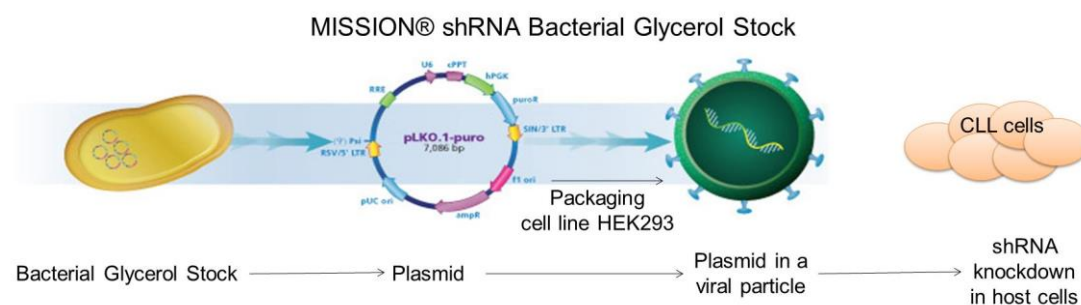 MISSION® shRNA Bacterial Glycerol Stock
U6
cPPT
hPGK
RRE
puroR
(Ψ) Psi
RSV/5' LTR
pLKO.1-puro
7,086 bp
SIN/3' LTR
f1 ori
pUC ori
ampR
CLL cells
Packaging
cell line HEK293
Bacterial Glycerol Stock
Plasmid
Plasmid in a
viral particle
shRNA
knockdown
in host cells